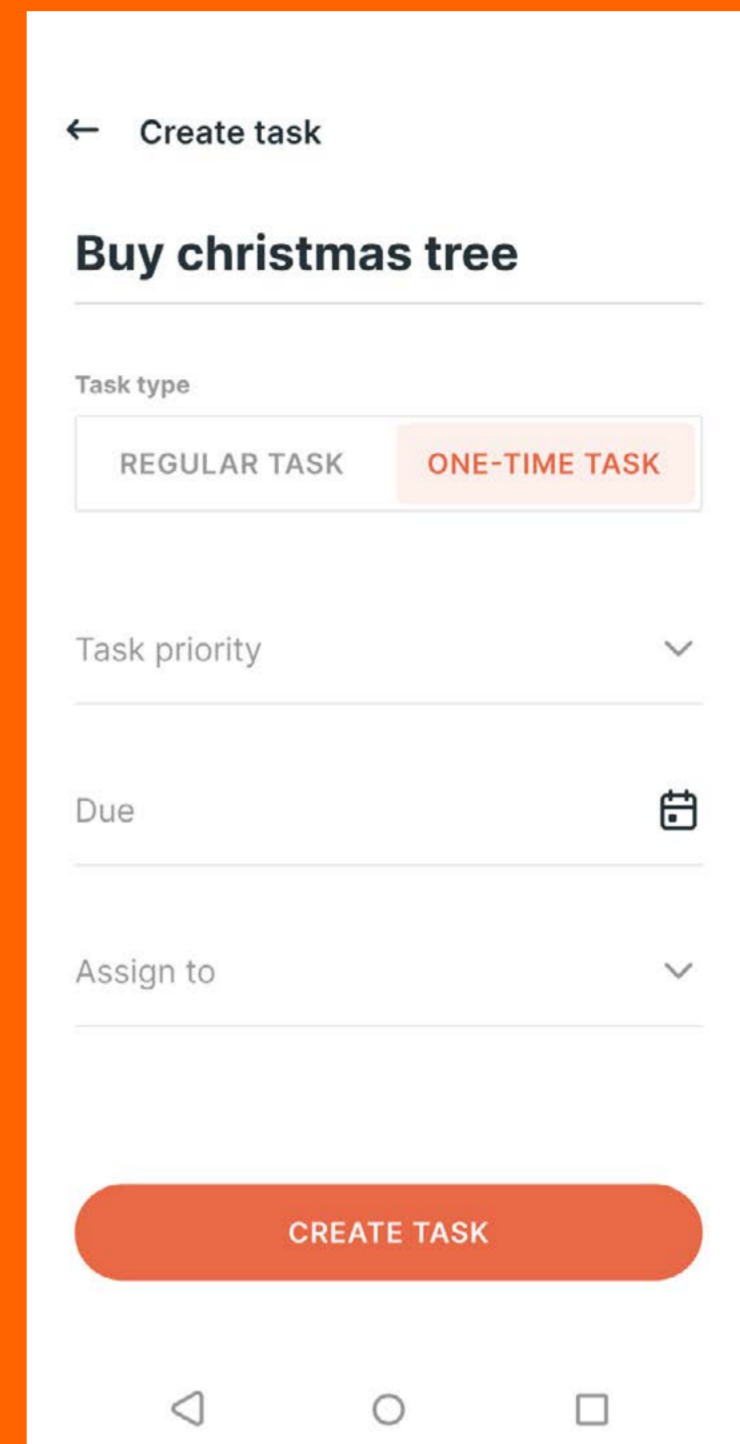 Create task
Buy christmas tree
Task type
REGULAR TASK ONE-TIME TASK
Task priority
Due
Assign to
CREATE TASK